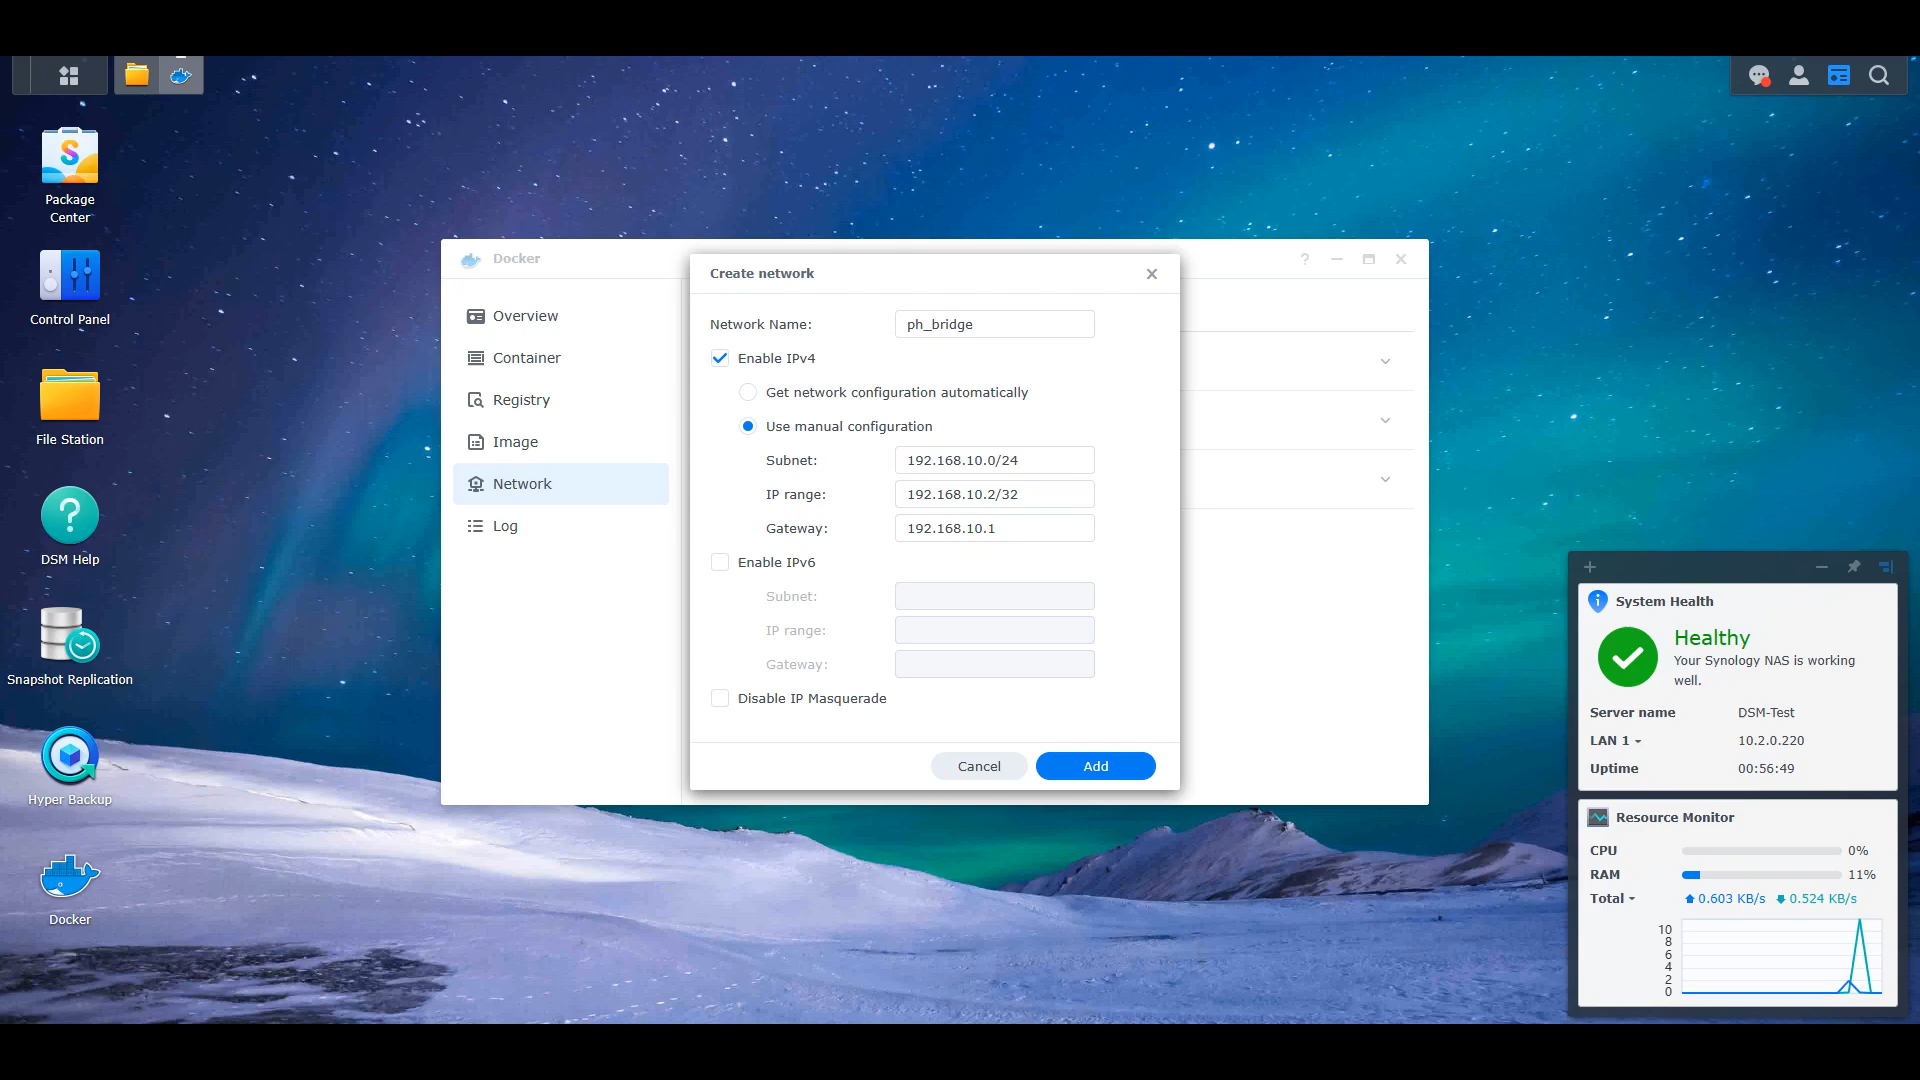 Package
Center
Control Panel
File Station
DSM Help
Snapshot Replication
Hyper Backup
Docker
Docker
Overview
Container
Registry
Image
Network
Log
Create network
Network Name: ph_bridge
Enable IPv4
Get network configuration automatically
Use manual configuration
Subnet: 192.168.10.0/24
IP range: 192.168.10.2/32
Gateway: 192.168.10.1
Enable IPv6
Subnet:
IP range:
Gateway:
Disable IP Masquerade
Cancel Add
System Health
Healthy
Your Synology NAS is working
well.
Server name DSM-Test
LAN 1 10.2.0.220
Uptime 00:56:49
Resource Monitor
CPU 0%
RAM 11%
Total 0.603 KB/s 0.524 KB/s
10
8
6
4
2
0